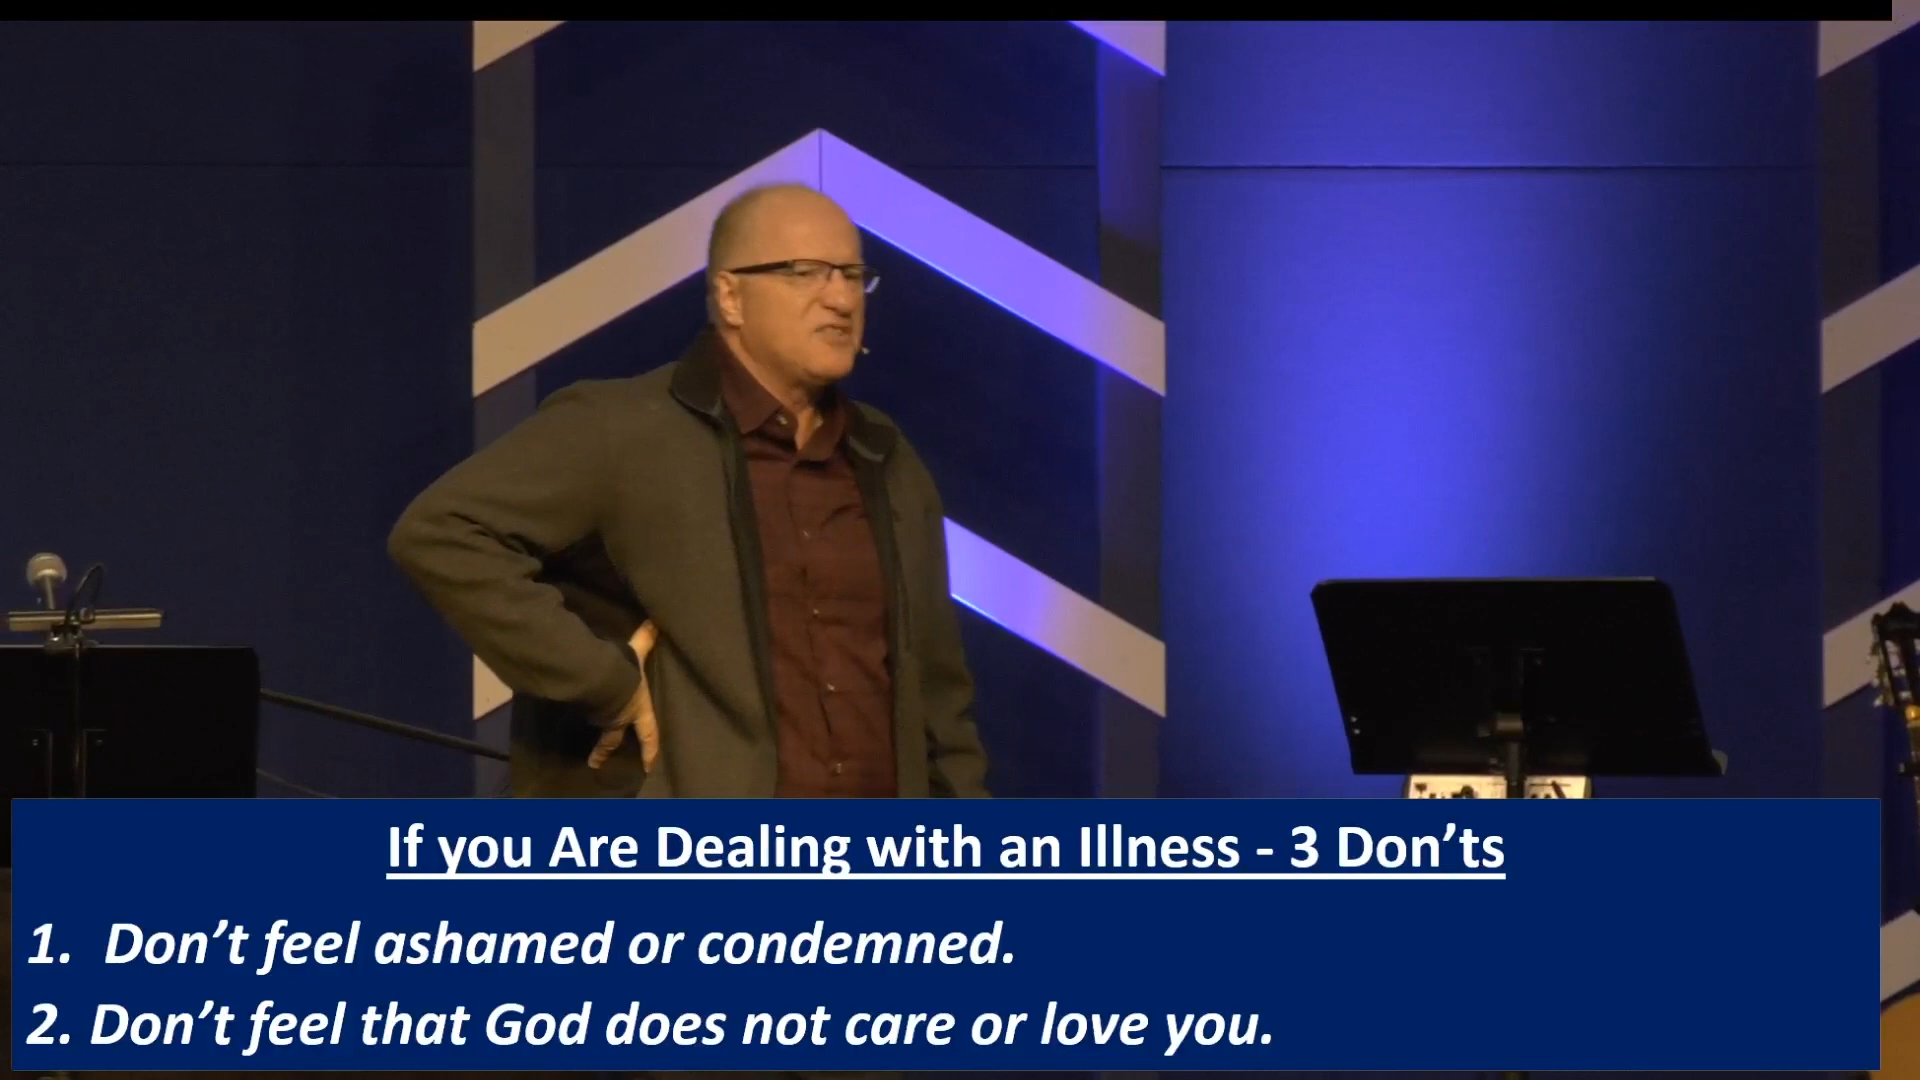 If you Are Dealing with an Illness - 3 Don’ts
1. Don’t feel ashamed or condemned.
2. Don’t feel that God does not care or love you.